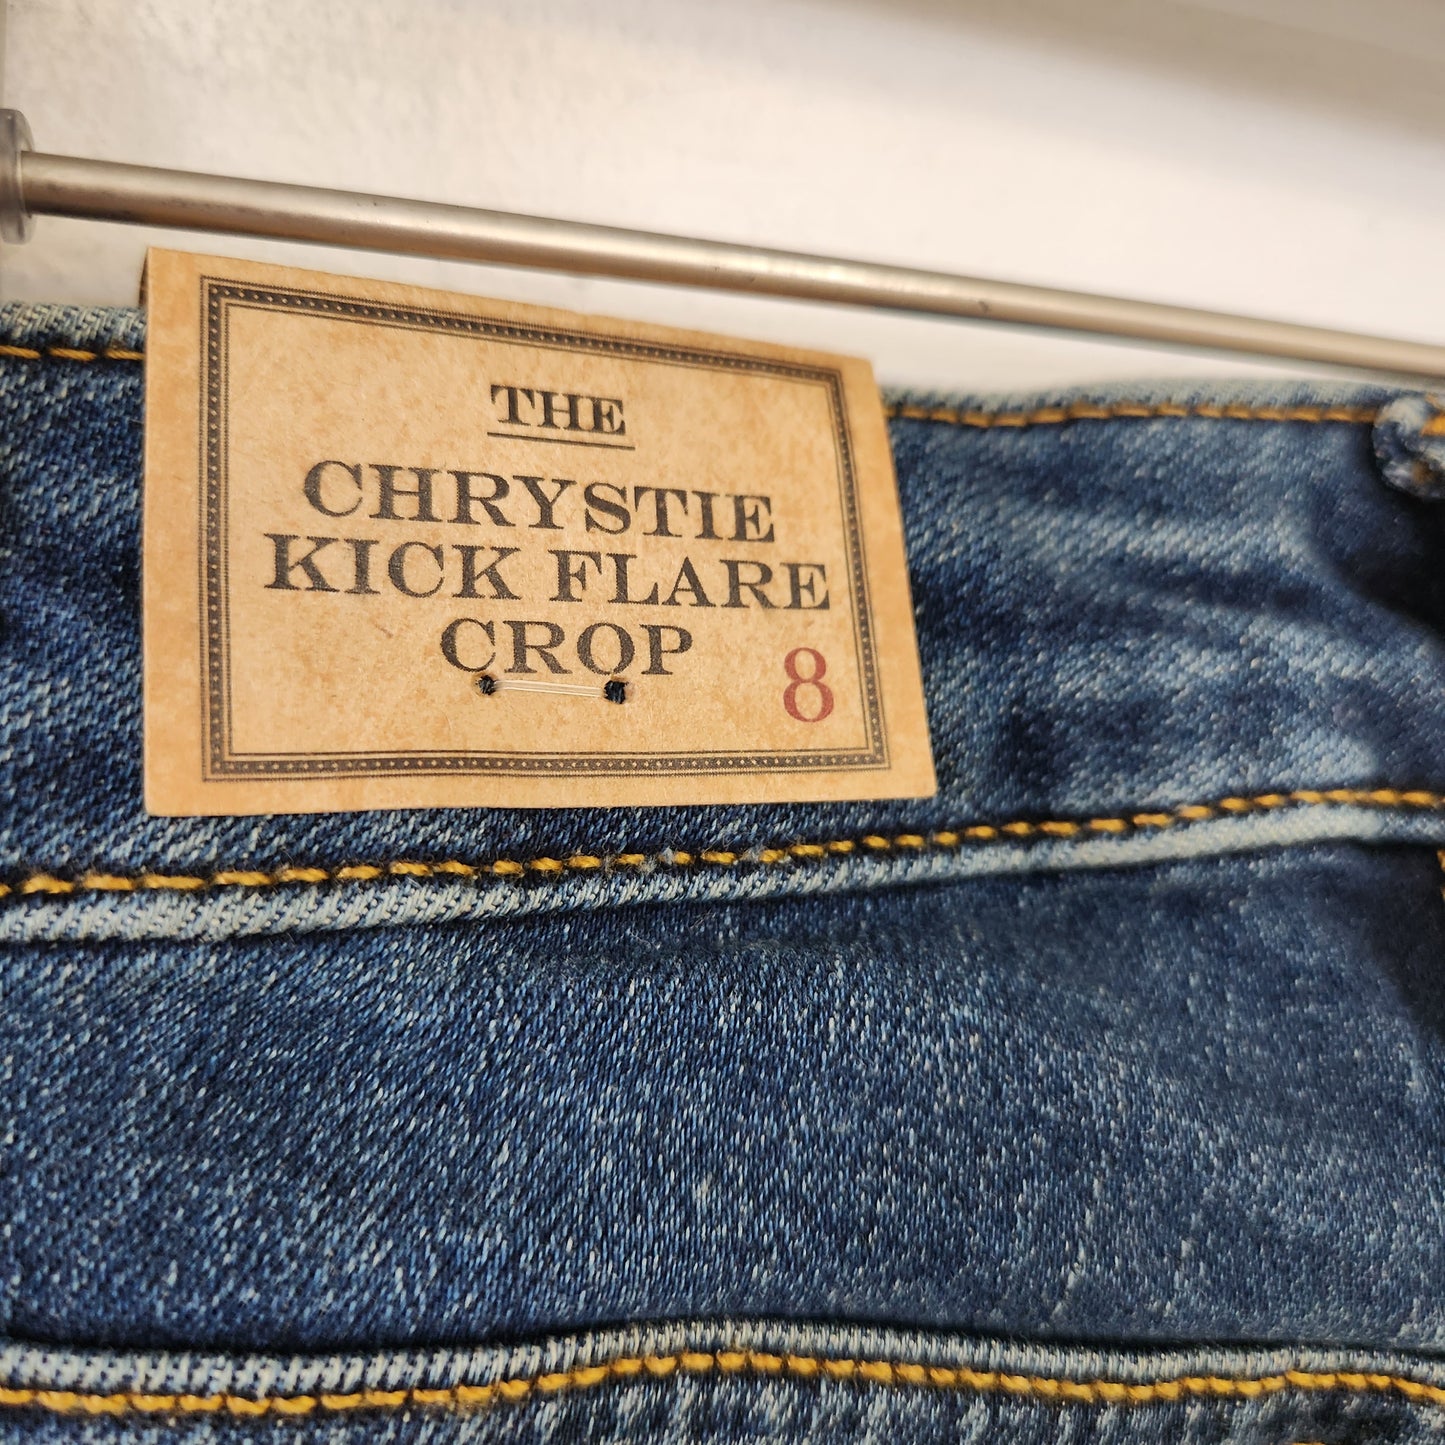 THE
CHRYSTIE
KICK FLARE
CROP
8